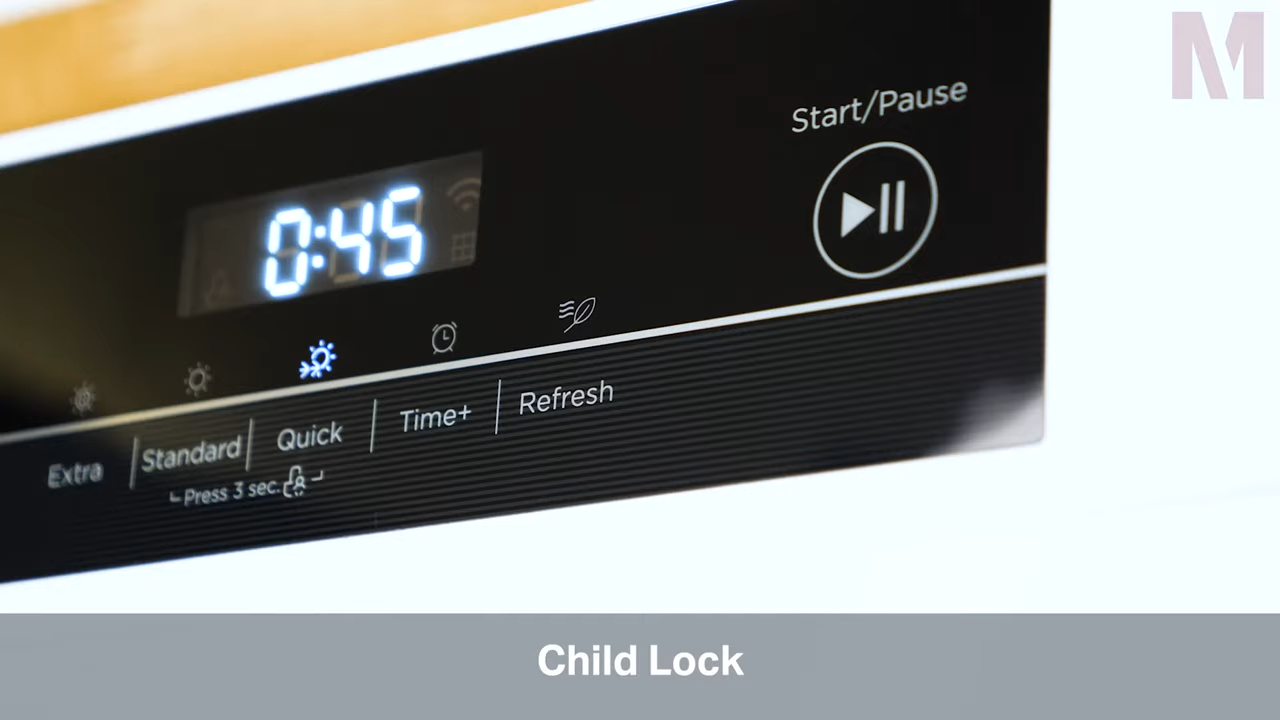 M
Start/Pause
0:45
Extra
Standard
Quick
Time+
Refresh
Press 3 sec.
Child Lock